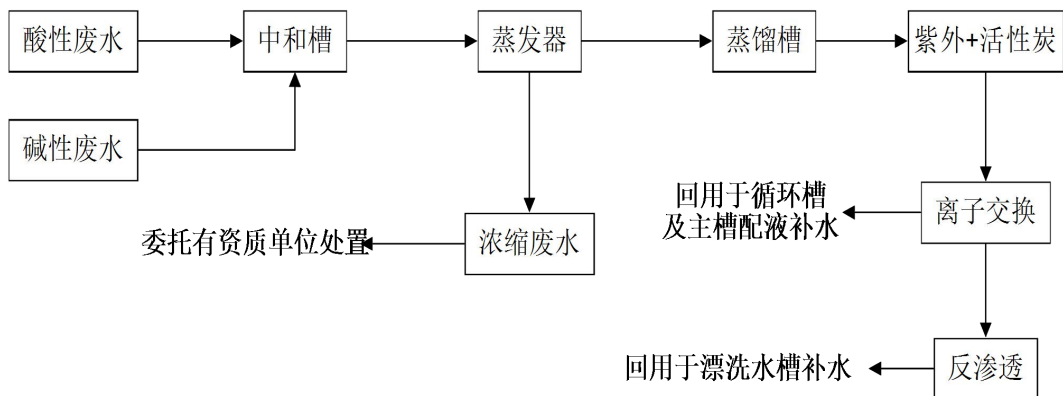 酸性废水
中和槽
蒸发器
蒸馏槽
紫外+活性炭
碱性废水
回用于循环槽
及主槽配液补水
离子交换
委托有资质单位处置
浓缩废水
回用于漂洗水槽补水
反渗透